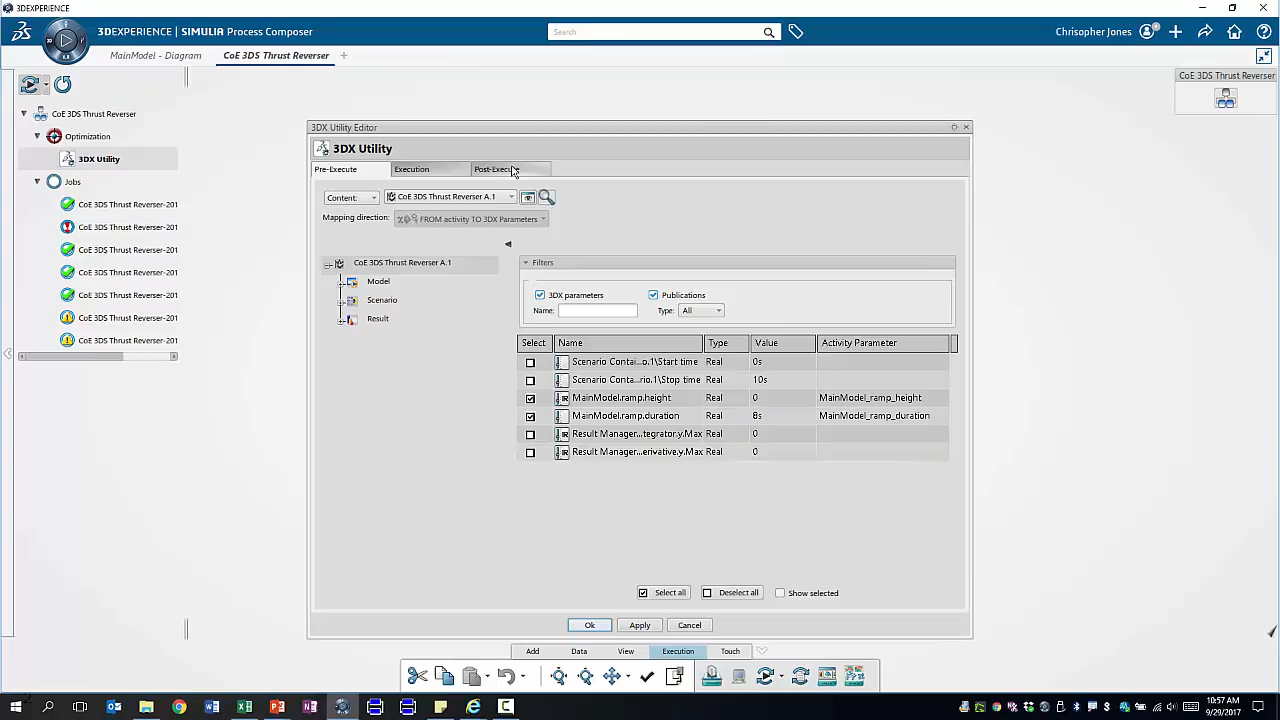 3DEXPERIENCE
3DEXPERIENCE | SIMULIA Process Composer
Search
Chrisopher Jones
MainModel - Diagram
CoE 3DS Thrust Reverser
CoE 3DS Thrust Reverser
CoE 3DS Thrust Reverser
Optimization
3DX Utility
Jobs
CoE 3DS Thrust Reverser-201
CoE 3DS Thrust Reverser-201
CoE 3DS Thrust Reverser-201
CoE 3DS Thrust Reverser-201
CoE 3DS Thrust Reverser-201
CoE 3DS Thrust Reverser-201
CoE 3DS Thrust Reverser-201
3DX Utility Editor
3DX Utility
Pre-Execute Execution Post-Execute
Content: CoE 3DS Thrust Reverser A.1
Mapping direction: FROM activity TO 3DX Parameters
CoE 3DS Thrust Reverser A.1
Model
Scenario
Result
Filters
3DX parameters Publications
Name: Type: All
Select Name Type Value Activity Parameter
Scenario Contai...o.1\Start time Real 0s
Scenario Conta...rio.1\Stop time Real 10s
MainModel.ramp.height Real 0 MainModel_ramp_height
MainModel.ramp.duration Real 8s MainModel_ramp_duration
Result Manager...tegrator.y.Max Real 0
Result Manager...erivative.y.Max Real 0
Select all Deselect all Show selected
Ok Apply Cancel
Add Data View Execution Touch
10:57 AM
9/29/2017